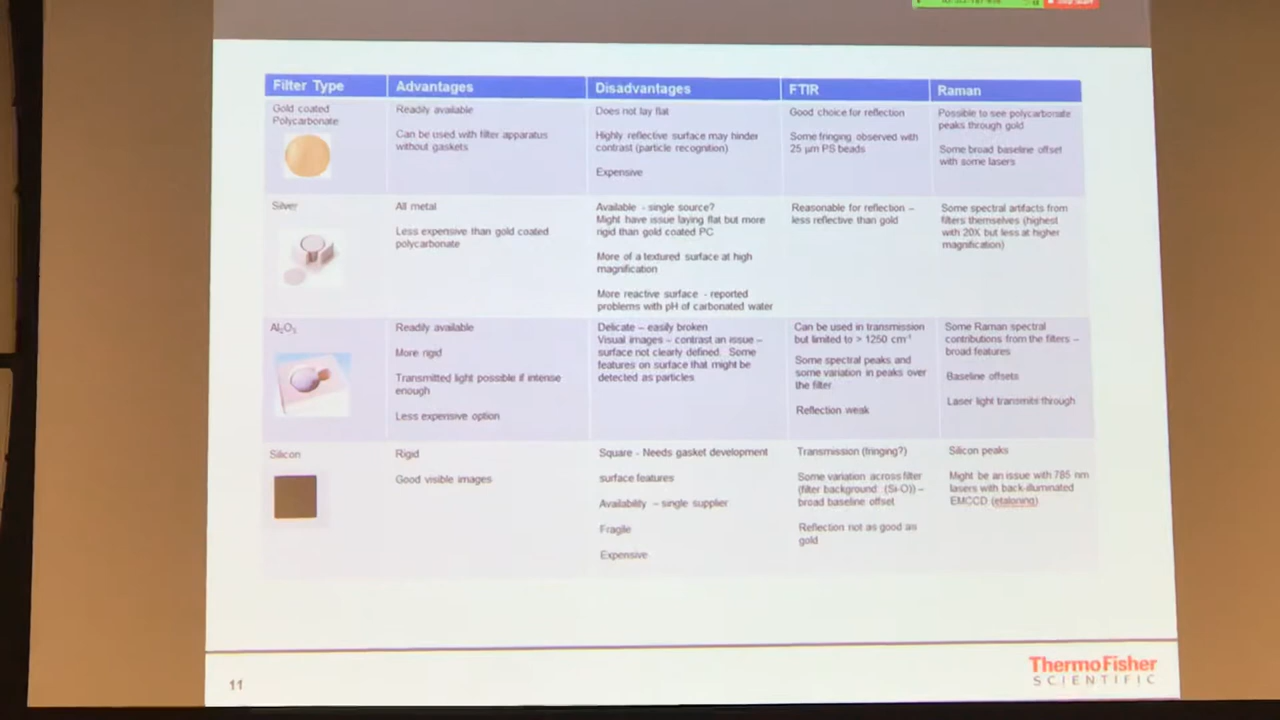 Filter Type
Advantages
Disadvantages
FTIR
Raman
Gold coated
Polycarbonate
Readily available
Can be used with filter apparatus
without gaskets
Does not lay flat
Highly reflective surface may hinder
contrast (particle recognition)
Expensive
Good choice for reflection
Some fringing observed with
25 µm PS beads
Possible to see polycarbonate
peaks through gold
Some broad baseline offset
with some lasers
Silver
All metal
Less expensive than gold coated
polycarbonate
Available - single source?
Might have issue laying flat but more
rigid than gold coated PC
More of a textured surface at high
magnification
More reactive surface - reported
problems with pH of carbonated water
Reasonable for reflection –
less reflective than gold
Some spectral artifacts from
filters themselves (highest
with 20X but less at higher
magnification)
Al₂O₃
Readily available
More rigid
Transmitted light possible if intense
enough
Less expensive option
Delicate – easily broken
Visual images – contrast an issue –
surface not clearly defined. Some
features on surface that might be
detected as particles
Can be used in transmission
but limited to > 1250 cm⁻¹
Some spectral peaks and
some variation in peaks over
the filter
Reflection weak
Some Raman spectral
contributions from the filters –
broad features
Baseline offsets
Laser light transmits through
Silicon
Rigid
Good visible images
Square - Needs gasket development
surface features
Availability – single supplier
Fragile
Expensive
Transmission (fringing?)
Some variation across filter
(filter background (Si-O)) –
broad baseline offset
Reflection not as good as
gold
Silicon peaks
Might be an issue with 785 nm
lasers with back-illuminated
EMCCD (etaloning)
11
ThermoFisher
SCIENTIFIC